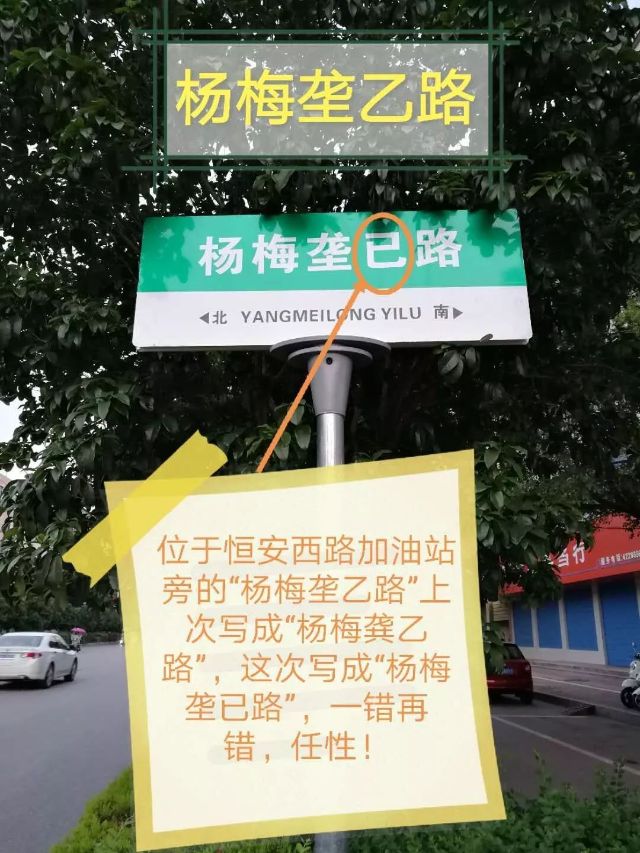 杨梅垄乙路
杨梅垄已路
北 YANGMEILONG YILU 南
位于恒安西路加油站
旁的“杨梅垄乙路”上
次写成“杨梅龚乙
路”，这次写成“杨梅
垄已路”，一错再
错，任性！
行